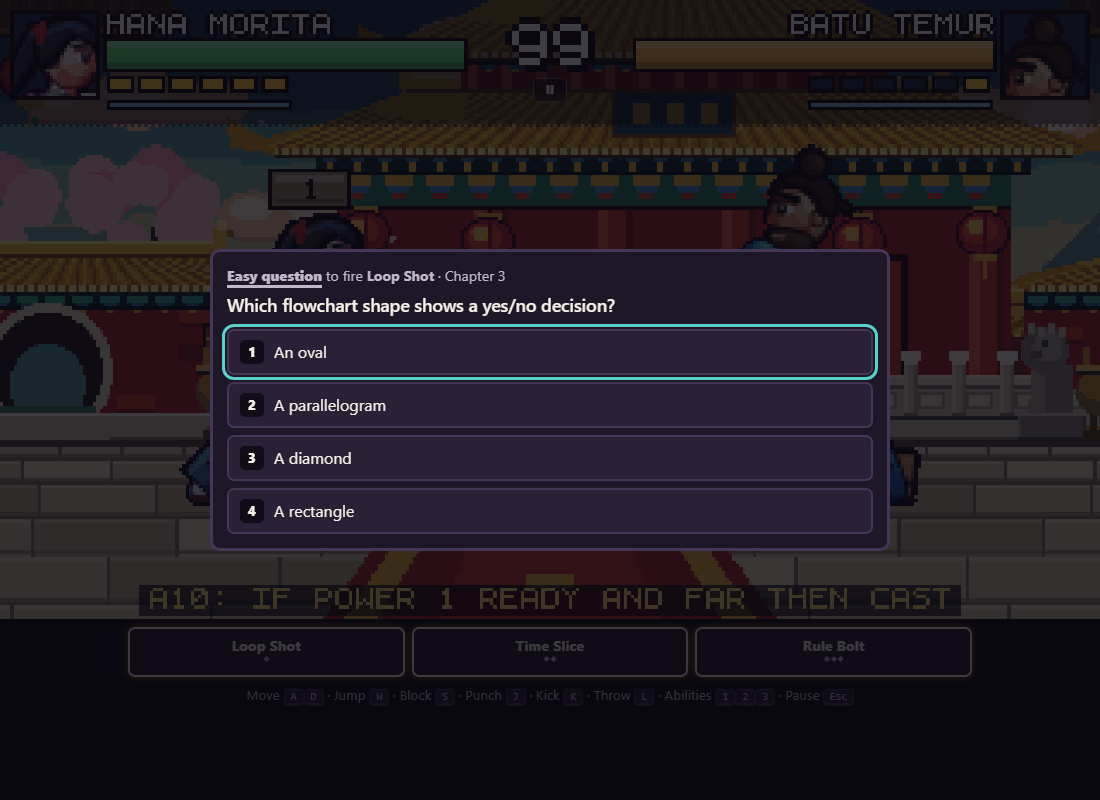 HANA MORITA
99
BATU TEMUR
1
Easy question to fire Loop Shot · Chapter 3
Which flowchart shape shows a yes/no decision?
1 An oval
2 A parallelogram
3 A diamond
4 A rectangle
A10: IF POWER 1 READY AND FAR THEN CAST
Loop Shot
Time Slice
Rule Bolt
Move A D · Jump W · Block S · Punch J · Kick K · Throw L · Abilities 1 2 3 · Pause Esc